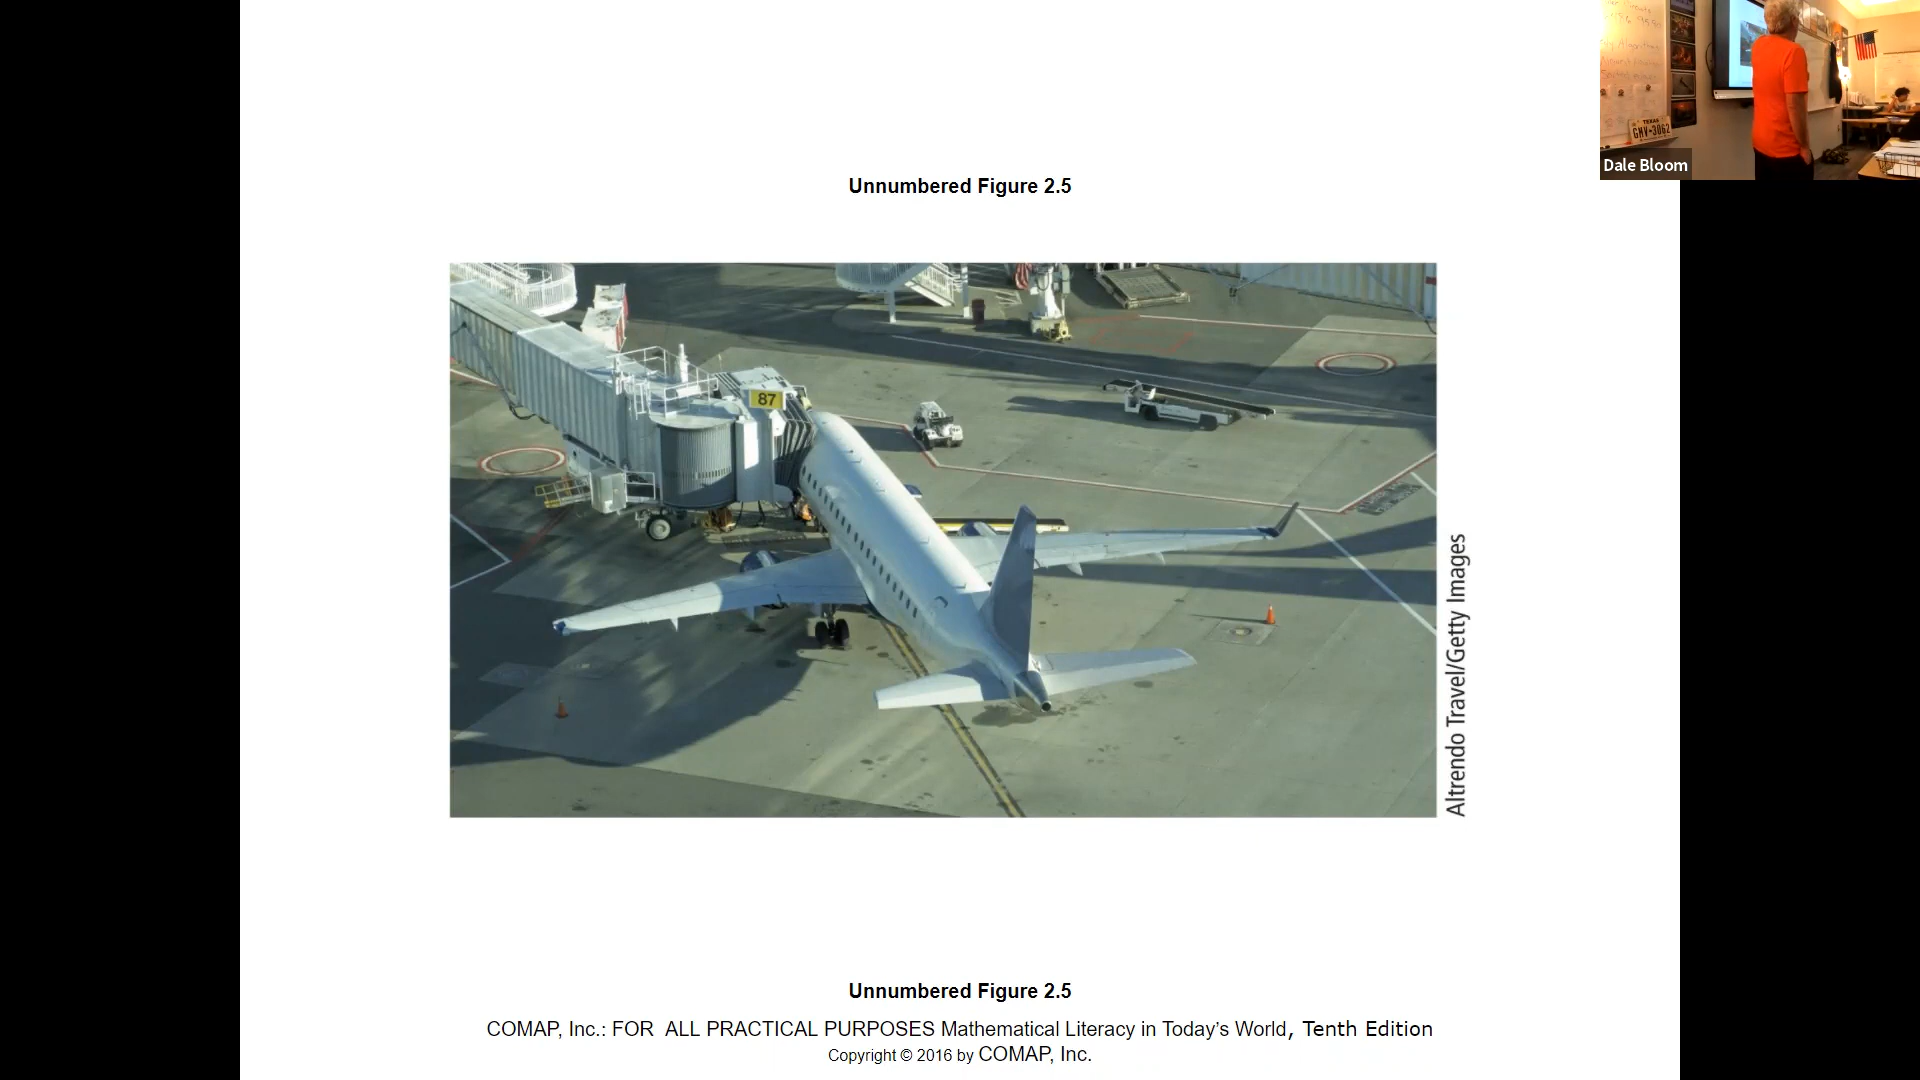 Unnumbered Figure 2.5
87
Altrendo Travel/Getty Images
Unnumbered Figure 2.5
COMAP, Inc.: FOR ALL PRACTICAL PURPOSES Mathematical Literacy in Today's World, Tenth Edition
Copyright © 2016 by COMAP, Inc.
TEXAS
GMV-3062
Dale Bloom